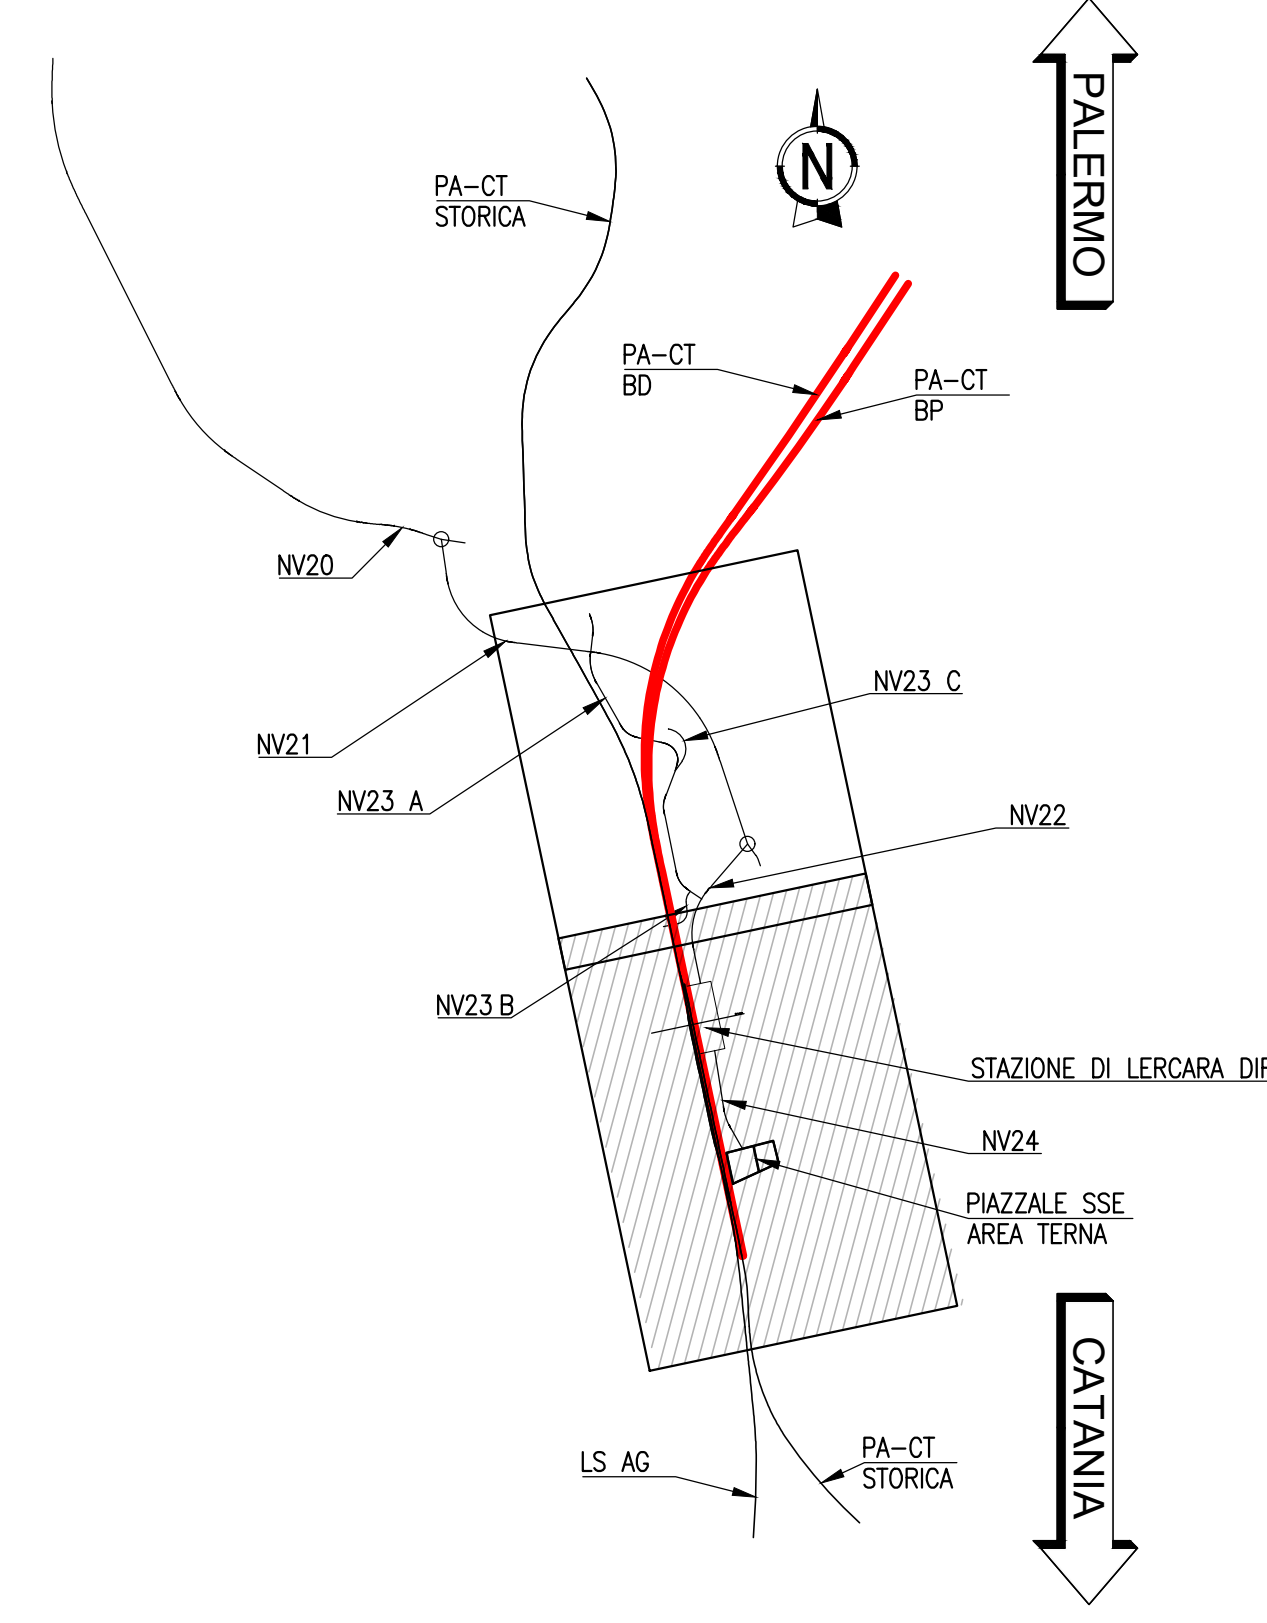 PALERMO
N
PA-CT
STORICA
PA-CT
BD
PA-CT
BP
NV20
NV21
NV23 A
NV23 C
NV22
NV23 B
STAZIONE DI LERCARA
NV24
PIAZZALE SSE
AREA TERNA
CATANIA
LS AG
PA-CT
STORICA